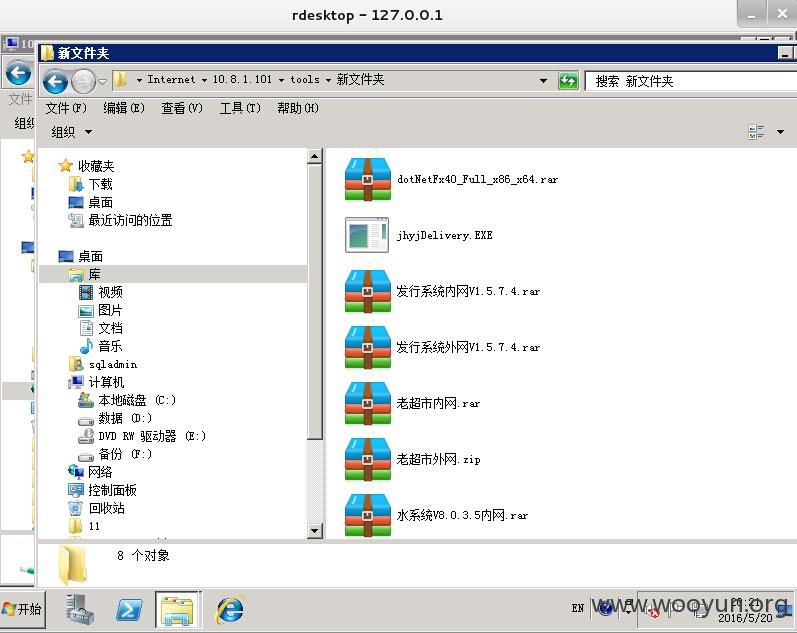 rdesktop - 127.0.0.1
10
新文件夹
Internet 10.8.1.101 tools 新文件夹
搜索 新文件夹
文件
组织
文件(F) 编辑(E) 查看(V) 工具(T) 帮助(H)
组织
收藏夹
下载
桌面
最近访问的位置
桌面
库
视频
图片
文档
音乐
sqladmin
计算机
本地磁盘 (C:)
数据 (D:)
DVD RW 驱动器 (E:)
备份 (F:)
网络
控制面板
回收站
11
dotNetFx40_Full_x86_x64.rar
jhyjDelivery.EXE
发行系统内网V1.5.7.4.rar
发行系统外网V1.5.7.4.rar
老超市内网.rar
老超市外网.zip
水系统V8.0.3.5内网.rar
8 个对象
开始
EN
20:21
2016/5/20
www.wooyun.org